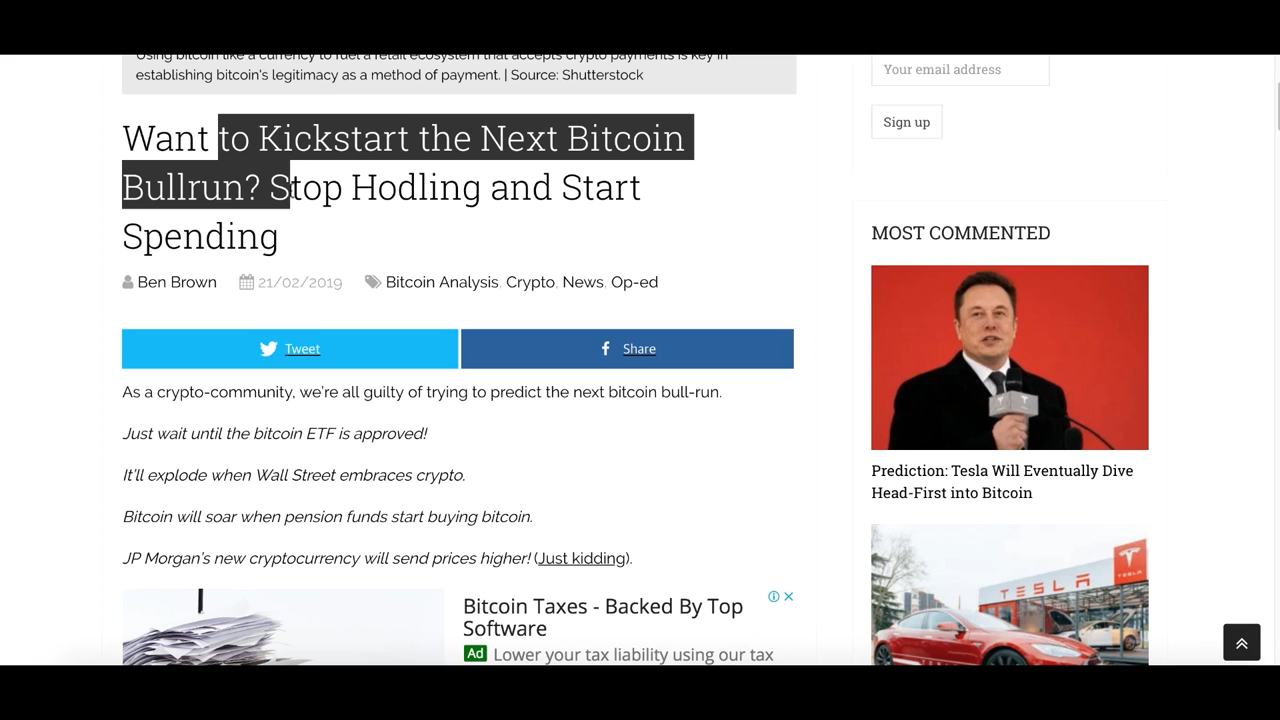 Using bitcoin like a currency to fuel a retail ecosystem that accepts crypto payments is key in
establishing bitcoin's legitimacy as a method of payment. | Source: Shutterstock
Want to Kickstart the Next Bitcoin
Bullrun? Stop Hodling and Start
Spending
Ben Brown 21/02/2019 Bitcoin Analysis, Crypto, News, Op-ed
Tweet Share
As a crypto-community, we're all guilty of trying to predict the next bitcoin bull-run.
Just wait until the bitcoin ETF is approved!
It'll explode when Wall Street embraces crypto.
Bitcoin will soar when pension funds start buying bitcoin.
JP Morgan's new cryptocurrency will send prices higher! (Just kidding).
Bitcoin Taxes - Backed By Top
Software
Ad Lower your tax liability using our tax
Your email address
Sign up
MOST COMMENTED
Prediction: Tesla Will Eventually Dive
Head-First into Bitcoin
TESLA